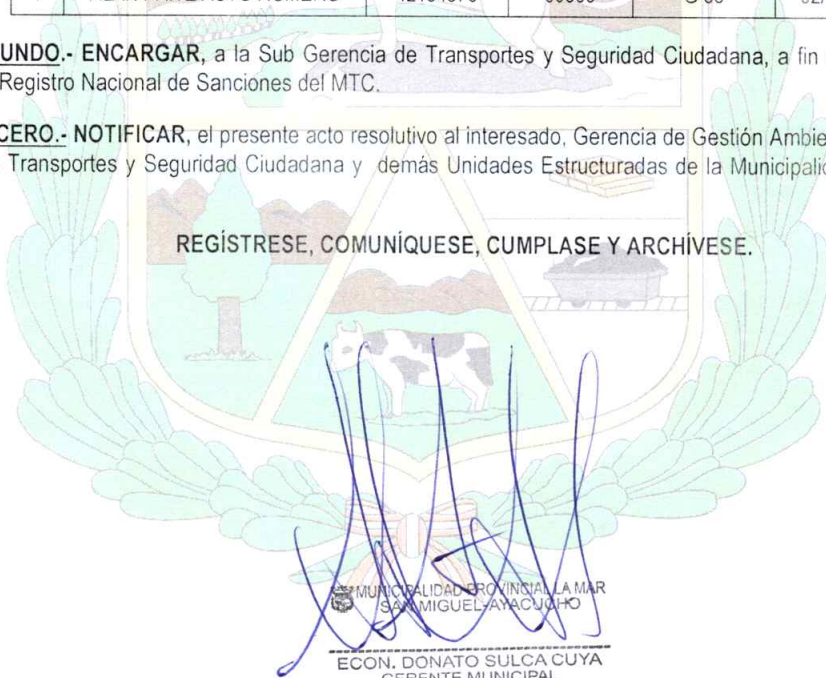 UNDO.- ENCARGAR, a la Sub Gerencia de Transportes y Seguridad Ciudadana, a fin
Registro Nacional de Sanciones del MTC.
CERO.- NOTIFICAR, el presente acto resolutivo al interesado, Gerencia de Gestión Ambie
Transportes y Seguridad Ciudadana y demás Unidades Estructuradas de la Municipalid
REGÍSTRESE, COMUNÍQUESE, CUMPLASE Y ARCHÍVESE.
MUNICIPALIDAD PROVINCIAL LA MAR
SAN MIGUEL-AYACUCHO
ECON. DONATO SULCA CUYA
GERENTE MUNICIPAL